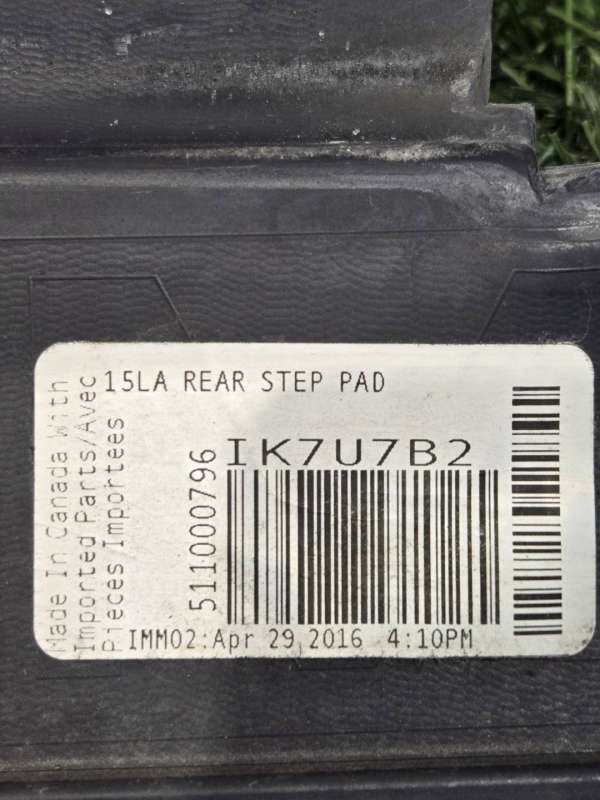 15LA REAR STEP PAD
Made In Canada With
Imported Parts/Avec
Pieces Importees
511000796
IK7U7B2
IMM02:Apr 29,2016 4:10PM